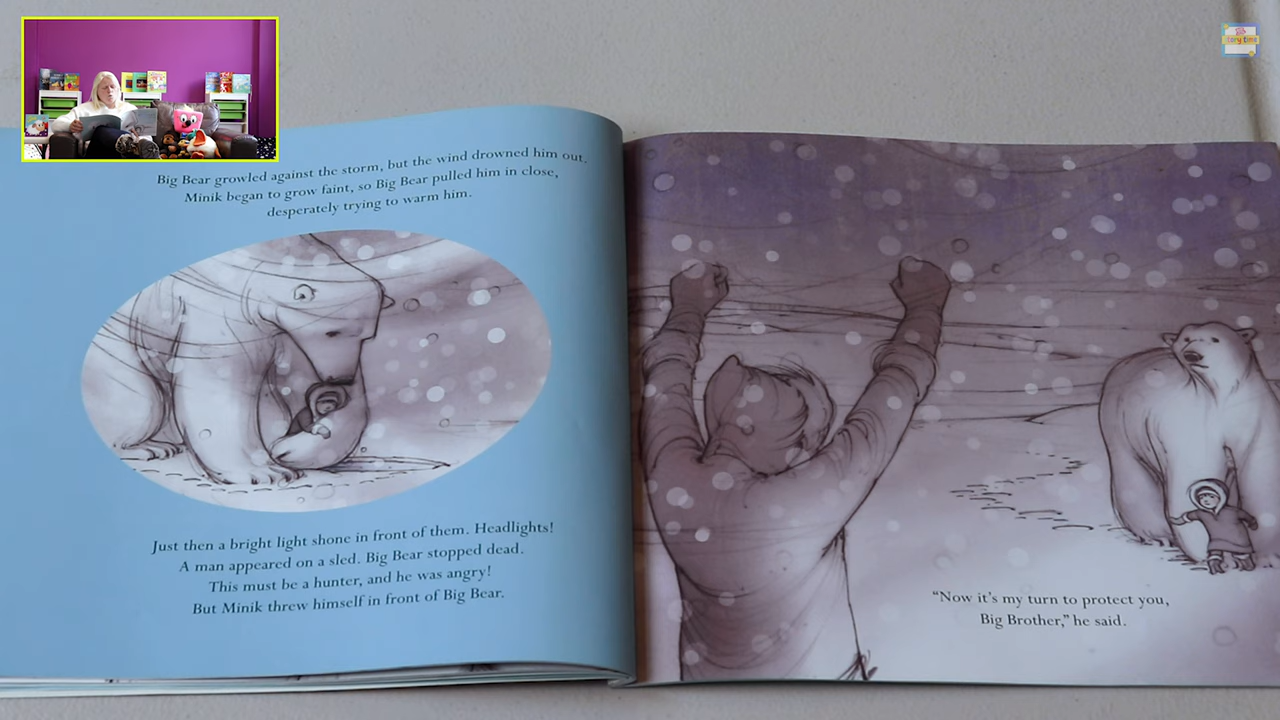 Big Bear growled against the storm, but the wind drowned him out.
Minik began to grow faint, so Big Bear pulled him in close,
desperately trying to warm him.
Just then a bright light shone in front of them. Headlights!
A man appeared on a sled. Big Bear stopped dead.
This must be a hunter, and he was angry!
But Minik threw himself in front of Big Bear.
“Now it’s my turn to protect you,
Big Brother,” he said.